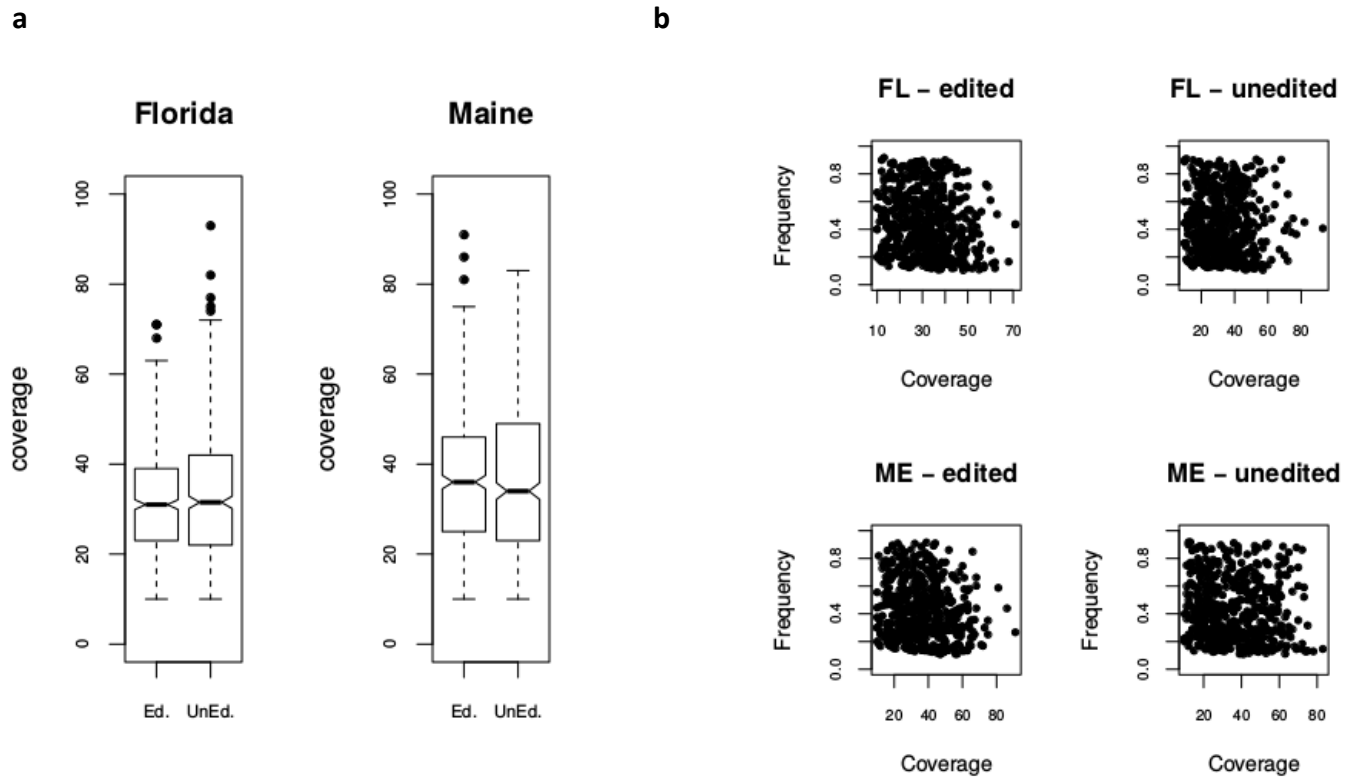 a
Florida
Maine
coverage
100
80
60
40
20
0
Ed. UnEd.
coverage
100
80
60
40
20
0
Ed. UnEd.
b
FL – edited
Frequency
0.8
0.4
0.0
10 30 50 70
Coverage
FL – unedited
0.8
0.4
0.0
20 40 60 80
Coverage
ME – edited
Frequency
0.8
0.4
0.0
20 40 60 80
Coverage
ME – unedited
Frequency
0.8
0.4
0.0
20 40 60 80
Coverage